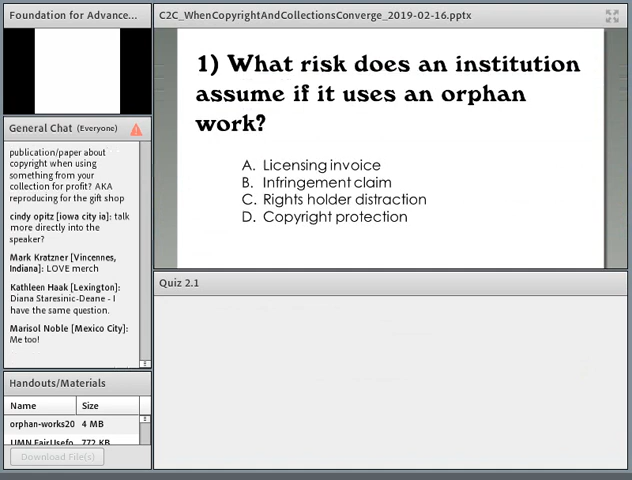 Foundation for Advance...
C2C_WhenCopyrightAndCollectionsConverge_2019-02-16.pptx
1) What risk does an institution
assume if it uses an orphan
work?
A. Licensing invoice
B. Infringement claim
C. Rights holder distraction
D. Copyright protection
General Chat (Everyone)
publication/paper about
copyright when using
something from your
collection for profit? AKA
reproducing for the gift shop
cindy opitz [iowa city ia]: talk
more directly into the
speaker?
Mark Kratzner [Vincennes,
Indiana]: LOVE merch
Kathleen Haak [Lexington]:
Diana Staresinic-Deane - I
have the same question.
Marisol Noble [Mexico City]:
Me too!
Quiz 2.1
Handouts/Materials
Name Size
orphan-works20 4 MB
UMN FairUsefo 772 KB
Download File(s)